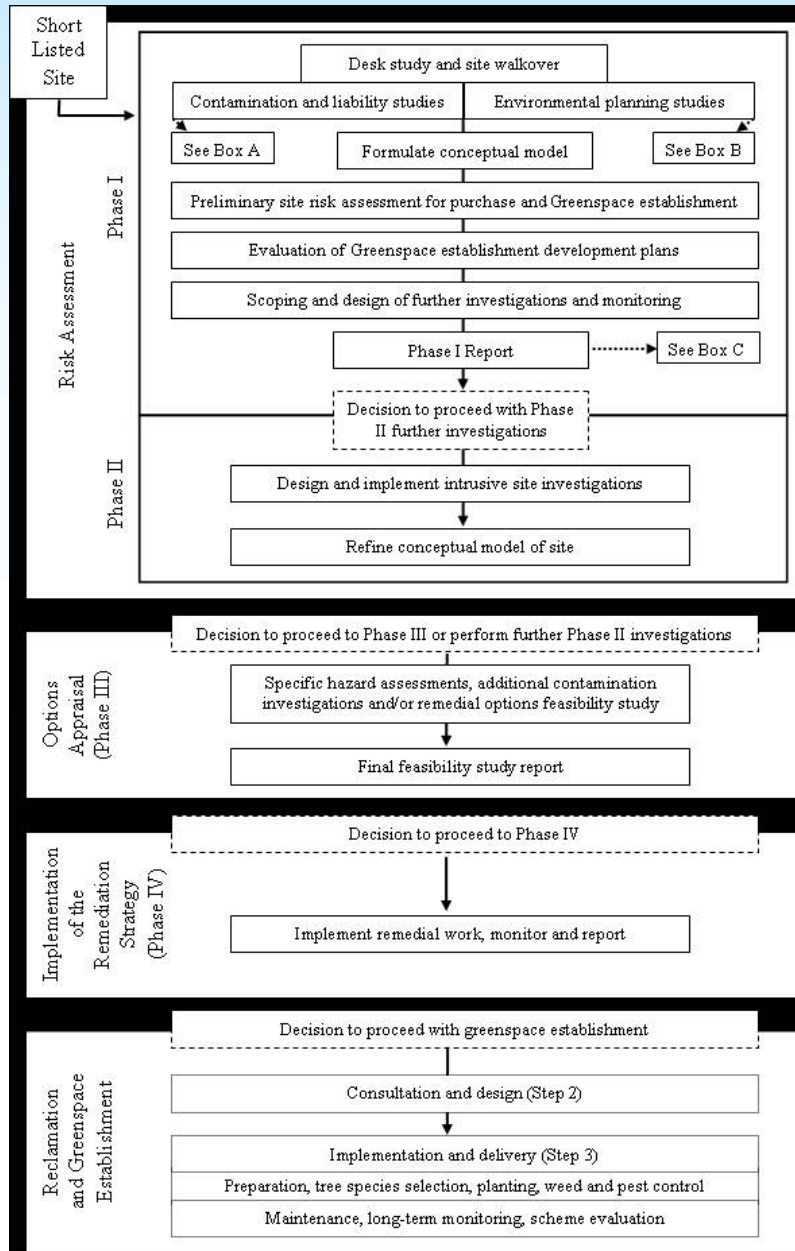 Short
Listed
Site
Risk Assessment
Phase I
Desk study and site walkover
Contamination and liability studies
Environmental planning studies
See Box A
Formulate conceptual model
See Box B
Preliminary site risk assessment for purchase and Greenspace establishment
Evaluation of Greenspace establishment development plans
Scoping and design of further investigations and monitoring
Phase I Report
See Box C
Decision to proceed with Phase
II further investigations
Phase II
Design and implement intrusive site investigations
Refine conceptual model of site
Options
Appraisal
(Phase III)
Decision to proceed to Phase III or perform further Phase II investigations
Specific hazard assessments, additional contamination
investigations and/or remedial options feasibility study
Final feasibility study report
Implementation
of the
Remediation
Strategy
(Phase IV)
Decision to proceed to Phase IV
Implement remedial work, monitor and report
Reclamation
and Greenspace
Establishment
Decision to proceed with greenspace establishment
Consultation and design (Step 2)
Implementation and delivery (Step 3)
Preparation, tree species selection, planting, weed and pest control
Maintenance, long-term monitoring, scheme evaluation